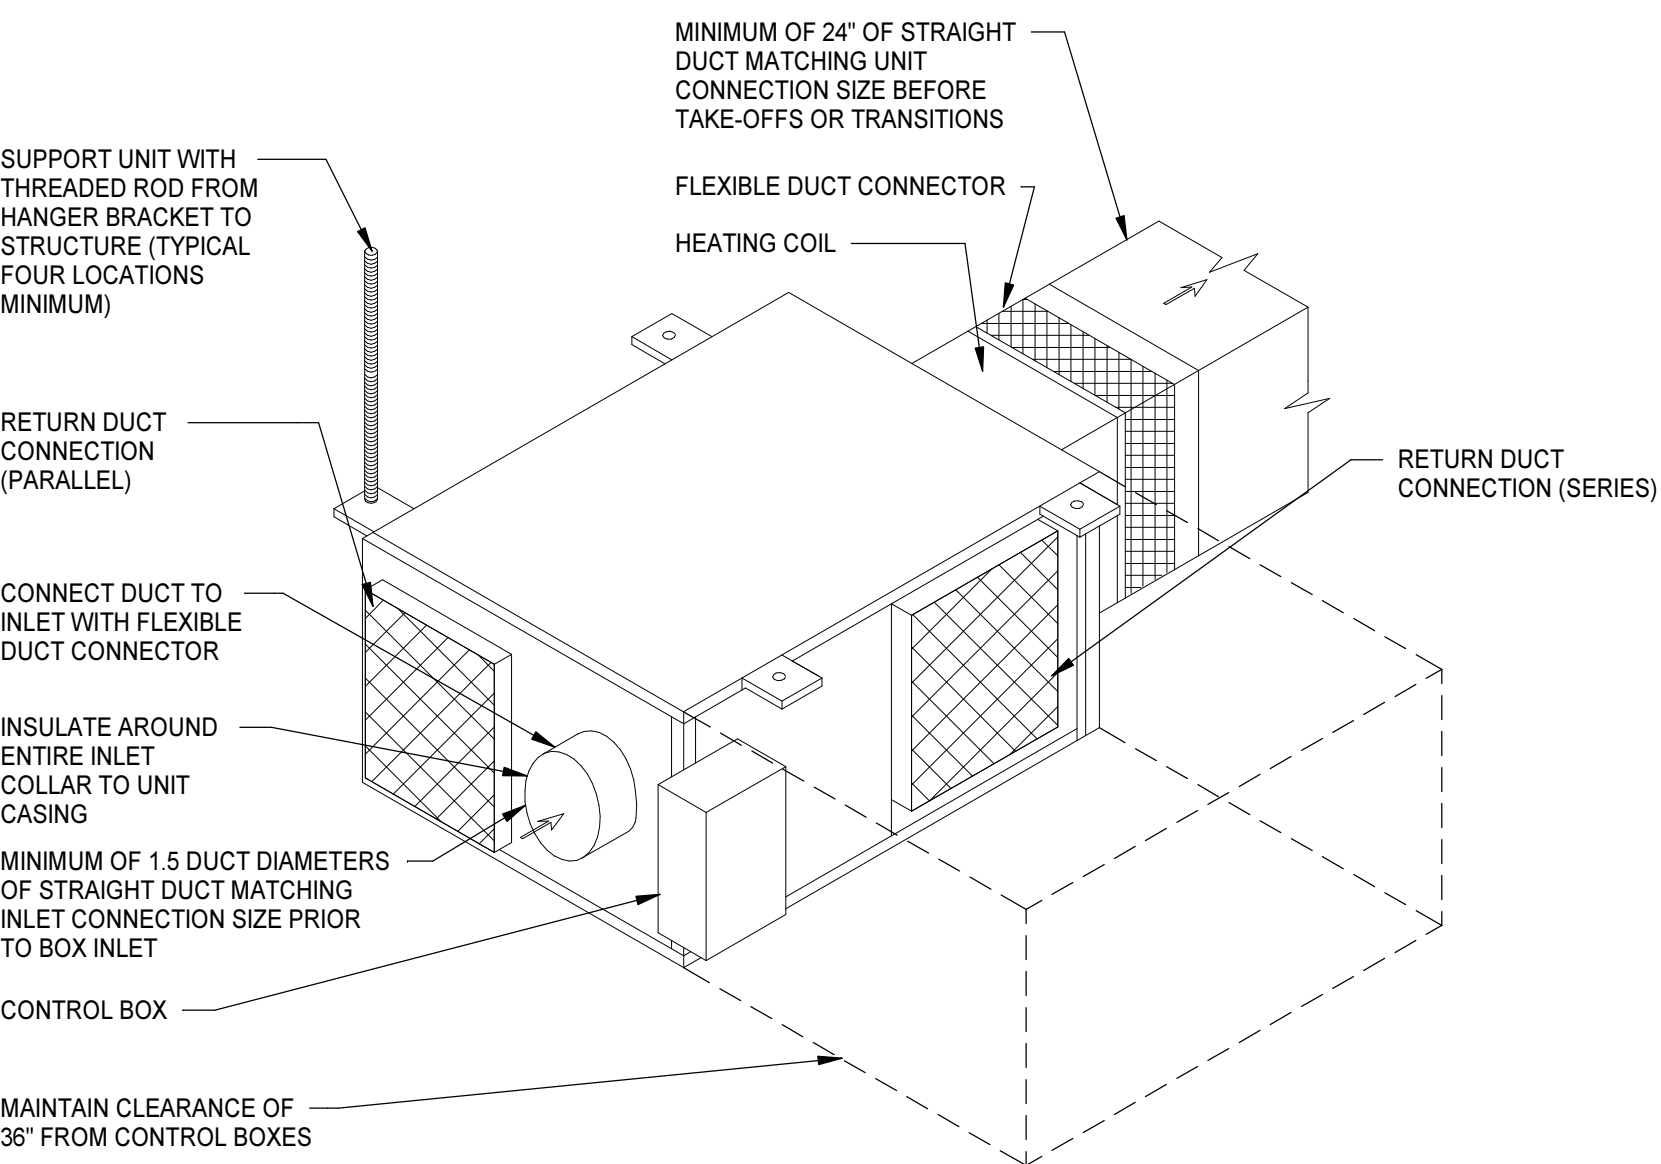 MINIMUM OF 24" OF STRAIGHT
DUCT MATCHING UNIT
CONNECTION SIZE BEFORE
TAKE-OFFS OR TRANSITIONS
SUPPORT UNIT WITH
THREADED ROD FROM
HANGER BRACKET TO
STRUCTURE (TYPICAL
FOUR LOCATIONS
MINIMUM)
FLEXIBLE DUCT CONNECTOR
HEATING COIL
RETURN DUCT
CONNECTION
(PARALLEL)
RETURN DUCT
CONNECTION (SERIES)
CONNECT DUCT TO
INLET WITH FLEXIBLE
DUCT CONNECTOR
INSULATE AROUND
ENTIRE INLET
COLLAR TO UNIT
CASING
MINIMUM OF 1.5 DUCT DIAMETERS
OF STRAIGHT DUCT MATCHING
INLET CONNECTION SIZE PRIOR
TO BOX INLET
CONTROL BOX
MAINTAIN CLEARANCE OF
36" FROM CONTROL BOXES